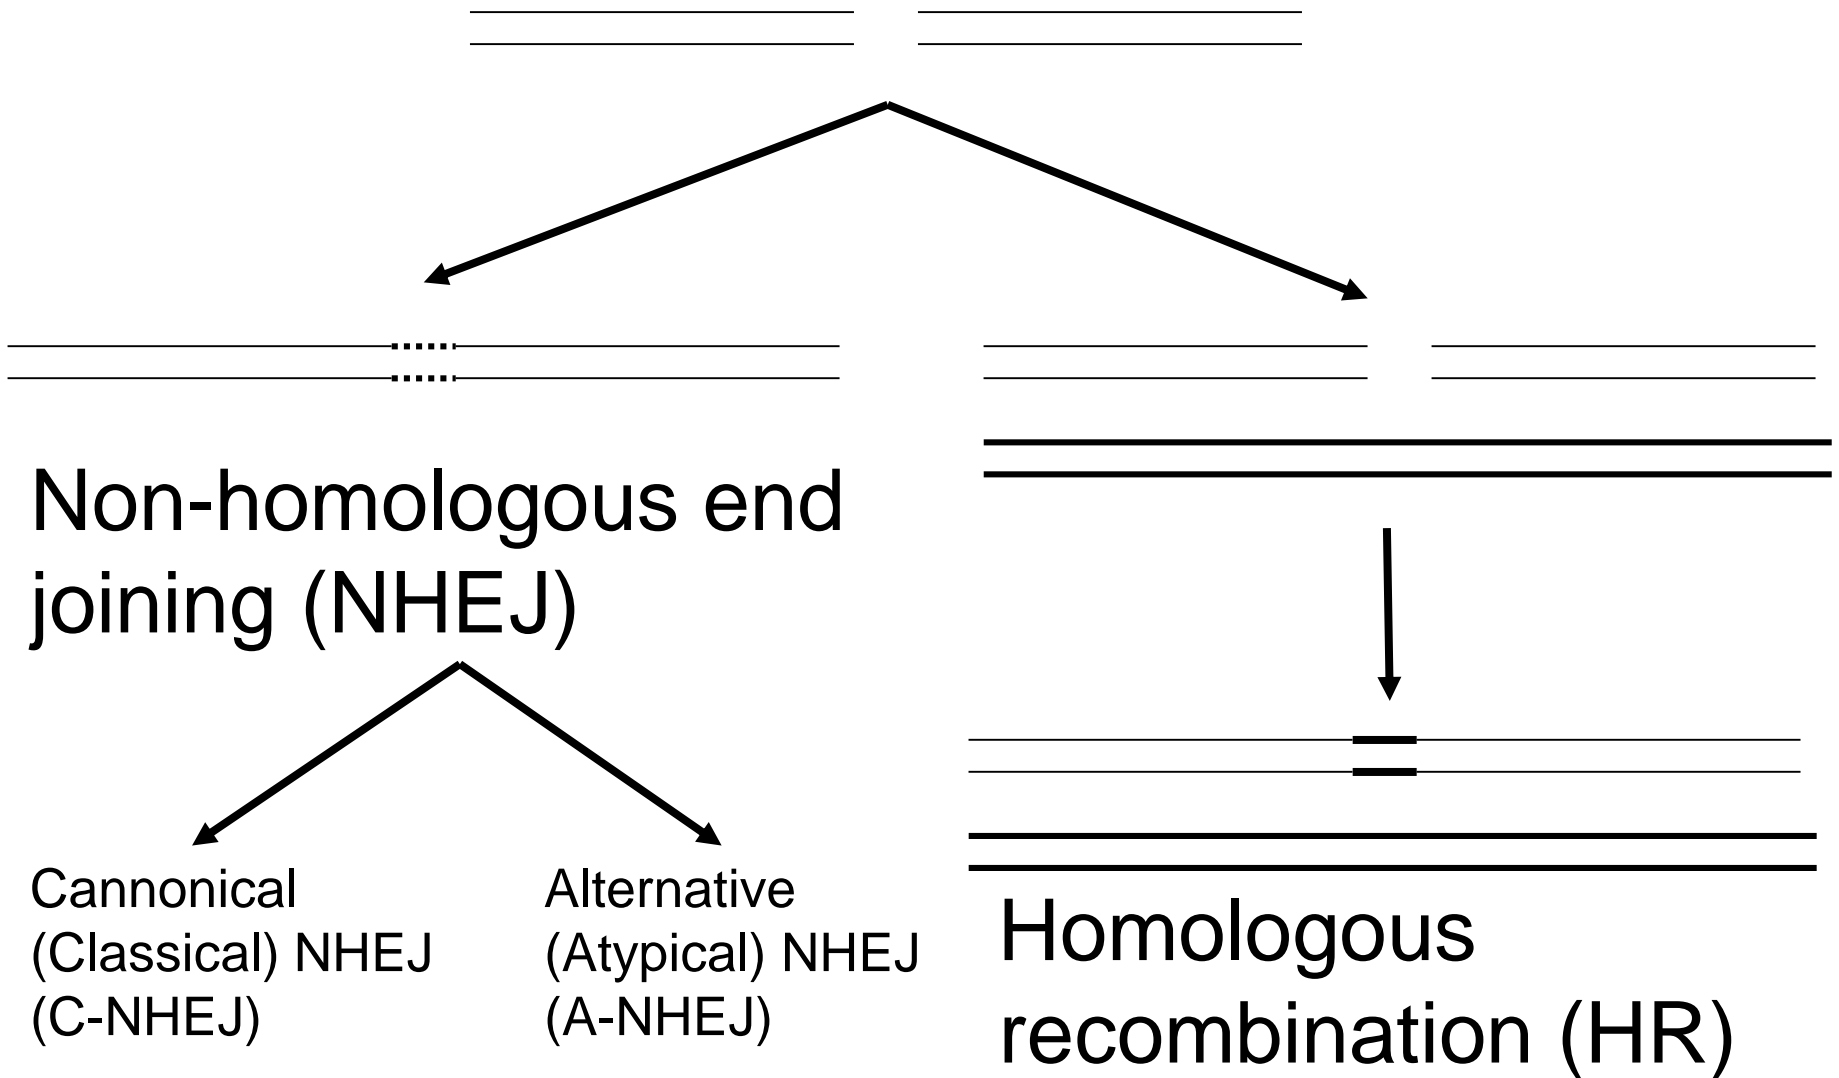 Non-homologous end
joining (NHEJ)
Cannonical
(Classical) NHEJ
(C-NHEJ)
Alternative
(Atypical) NHEJ
(A-NHEJ)
Homologous
recombination (HR)